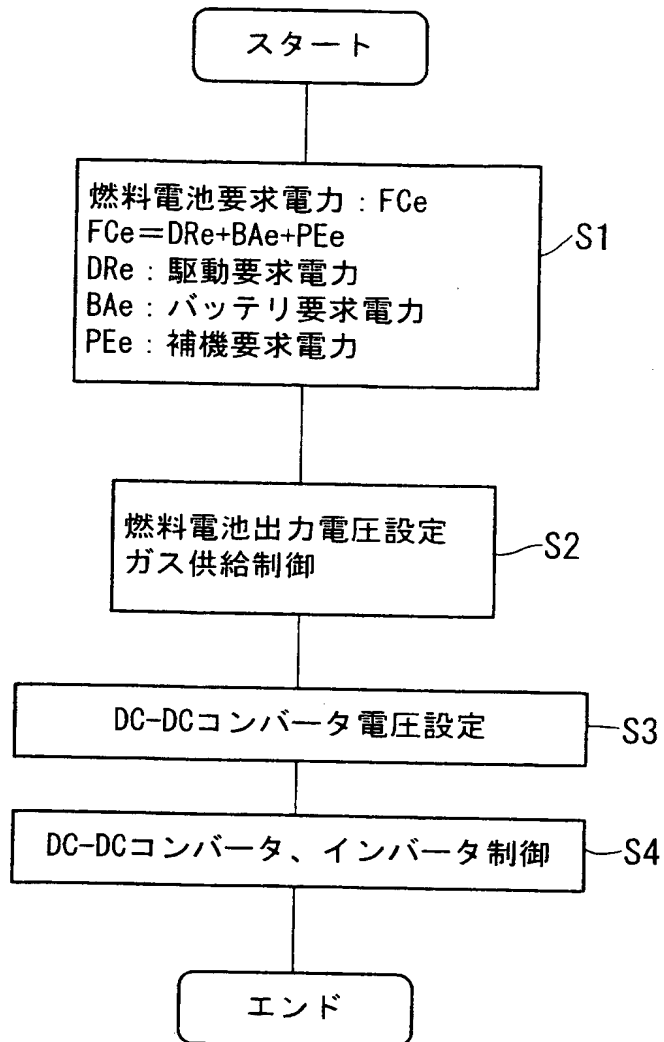 スタート
燃料電池要求電力:FCe
FCe=DRe+BAe+PEe
DRe:駆動要求電力
BAe:バッテリ要求電力
PEe:補機要求電力
S1
燃料電池出力電圧設定
ガス供給制御
S2
DC-DCコンバータ電圧設定
S3
DC-DCコンバータ、インバータ制御
S4
エンド